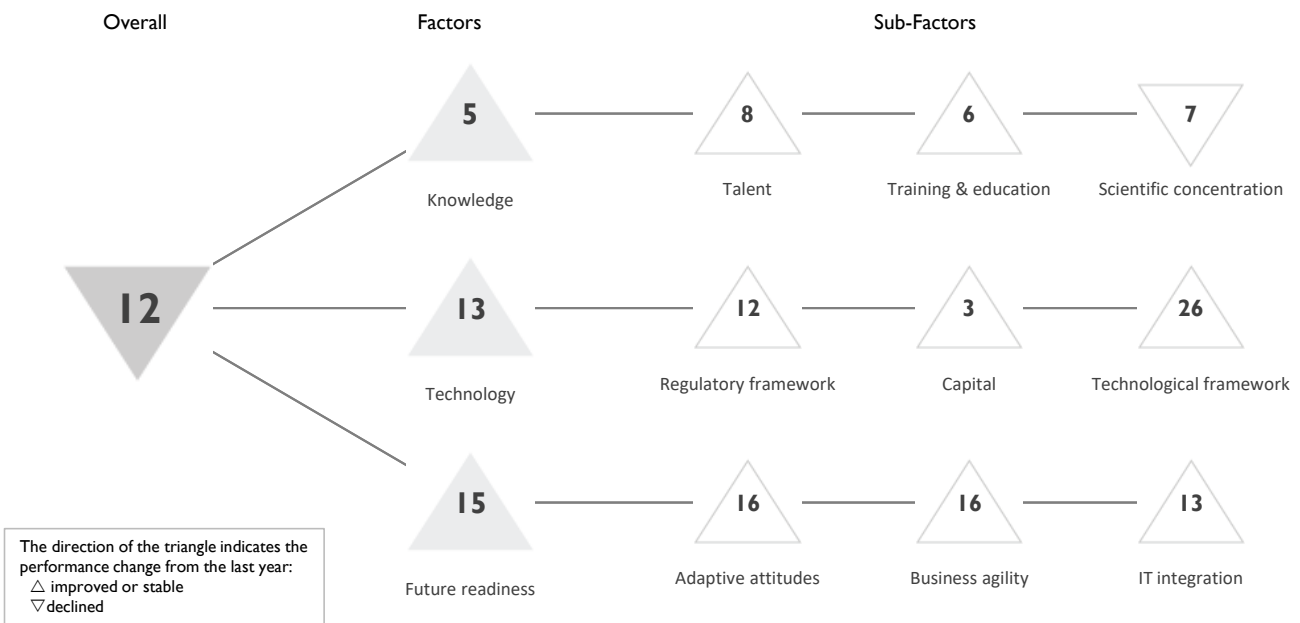 Overall Factors Sub-Factors
5 8 6 7
Knowledge Talent Training & education Scientific concentration
12 13 12 3 26
Technology Regulatory framework Capital Technological framework
15 16 16 13
Future readiness Adaptive attitudes Business agility IT integration
The direction of the triangle indicates the
performance change from the last year:
△ improved or stable
▽ declined